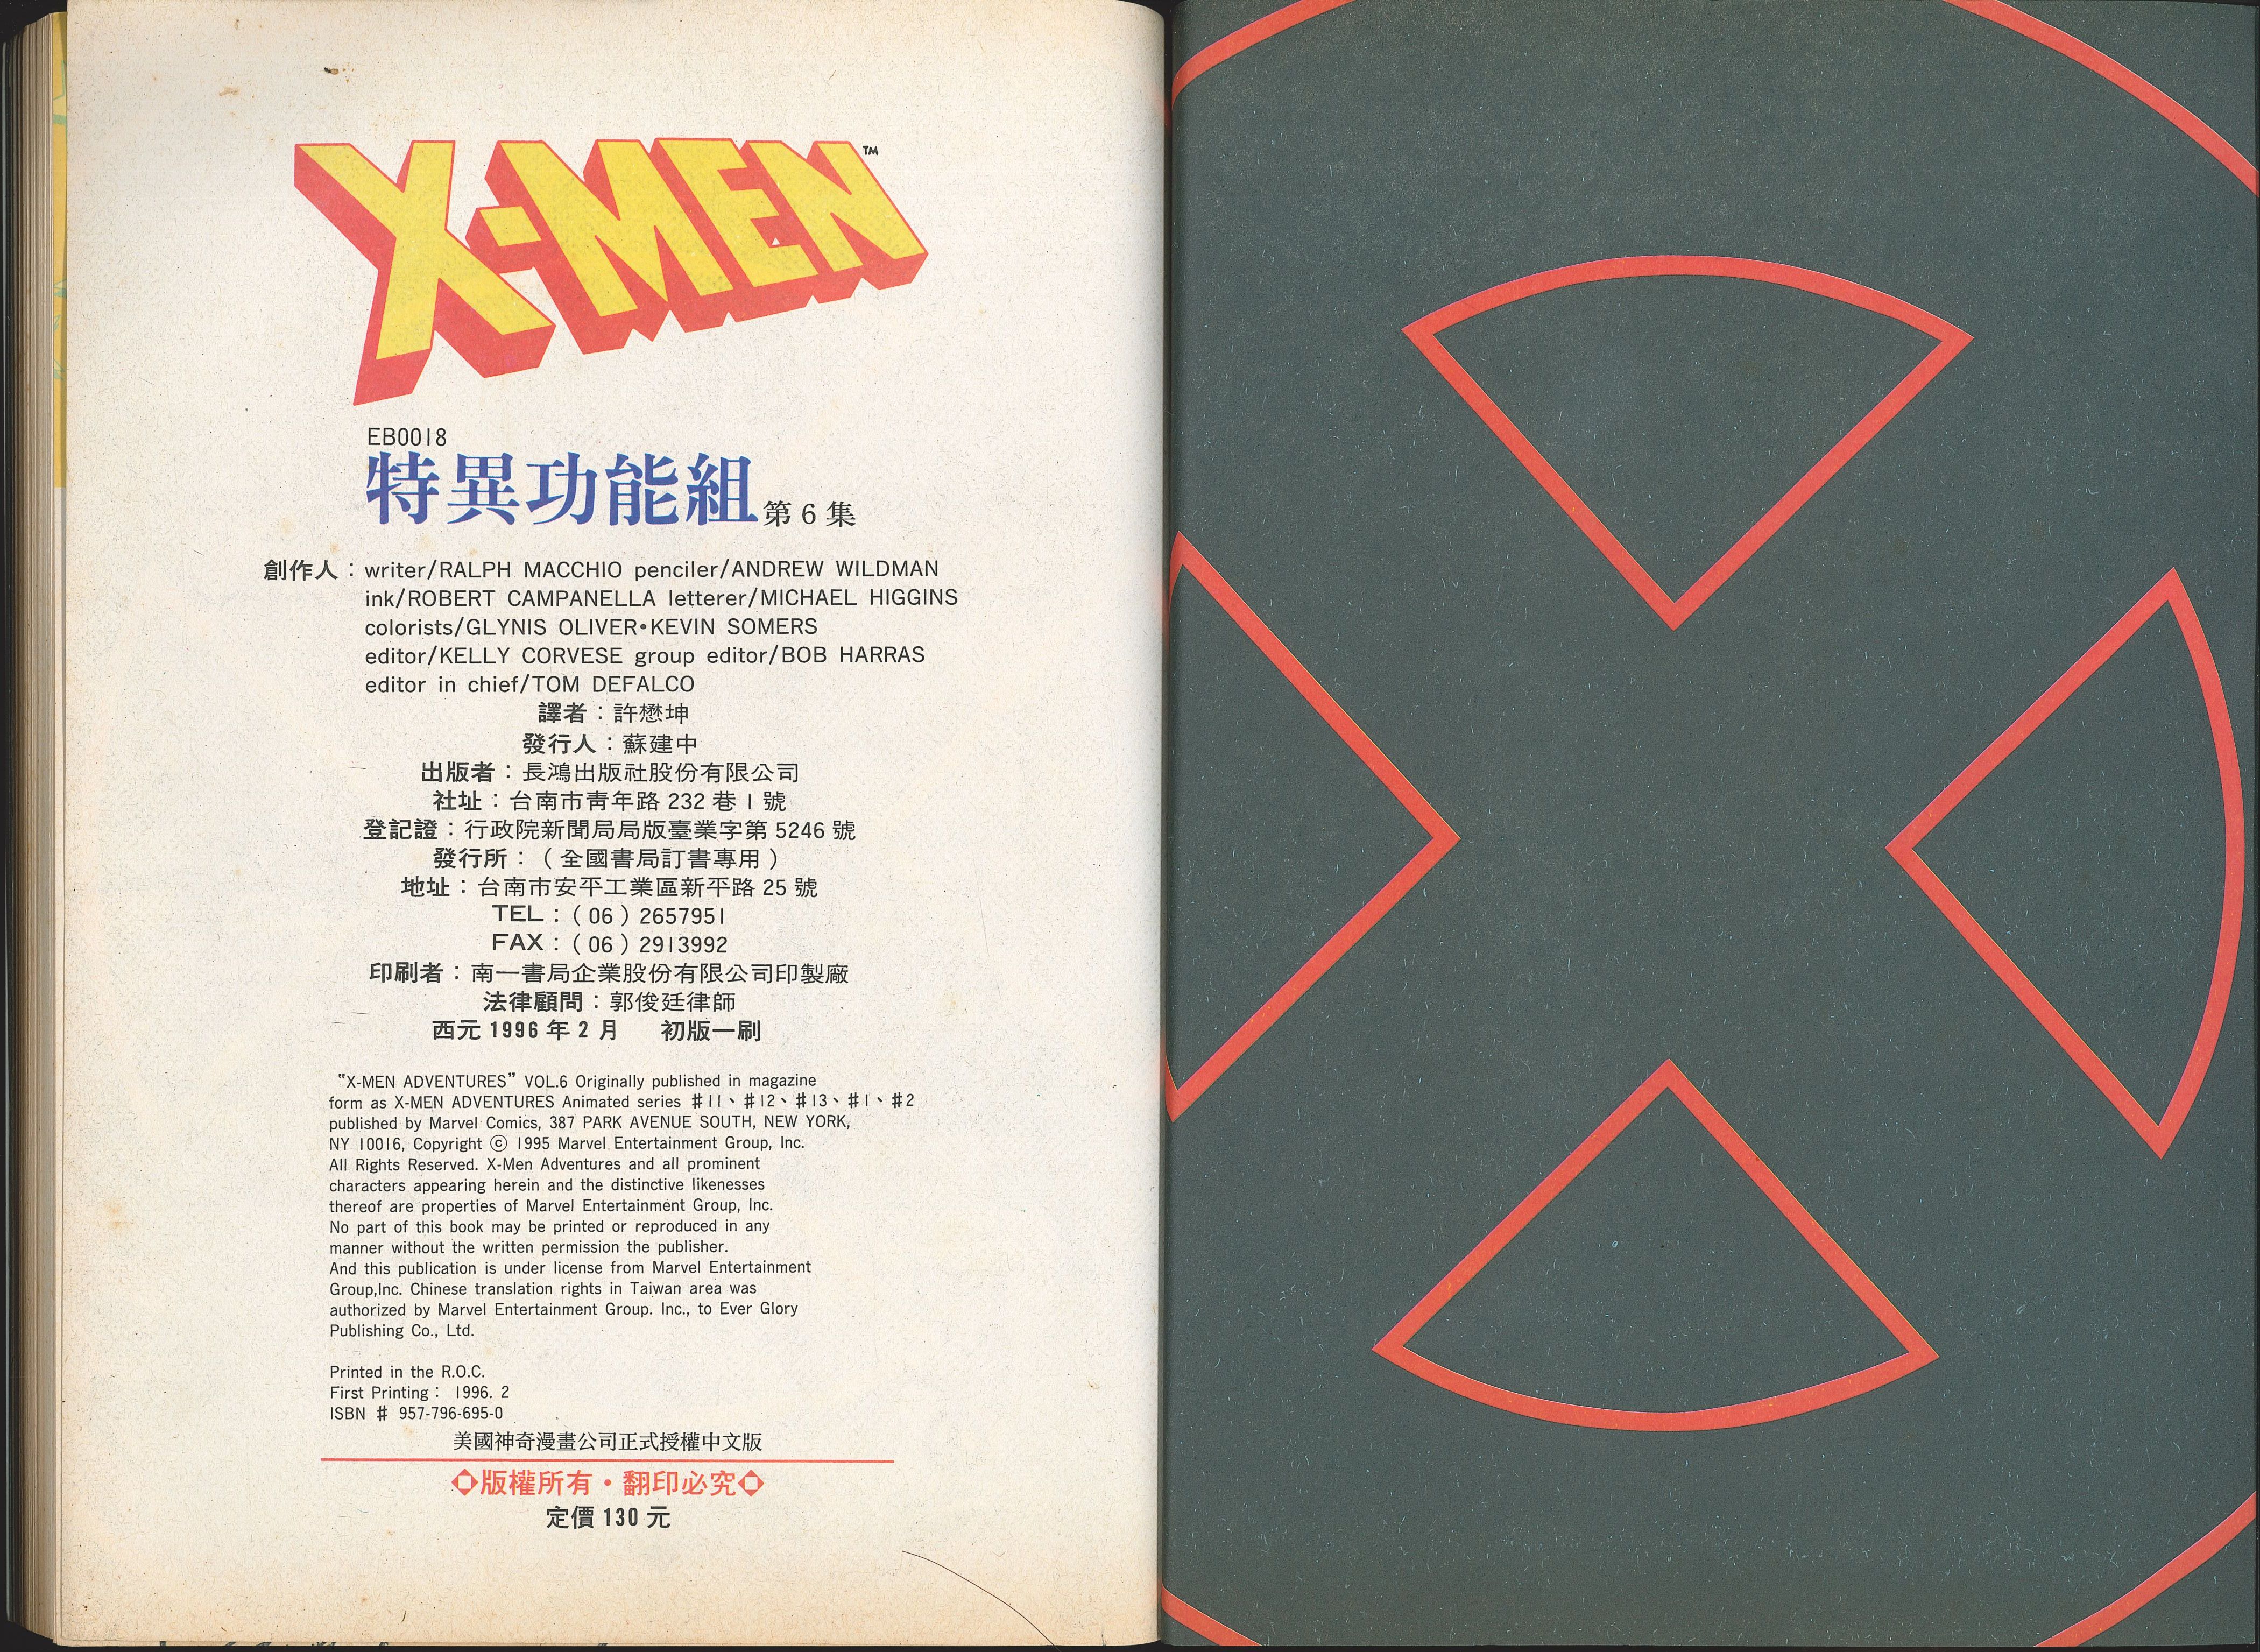 X-MEN™
EB0018
特異功能組第6集
創作人：writer/RALPH MACCHIO penciler/ANDREW WILDMAN
ink/ROBERT CAMPANELLA letterer/MICHAEL HIGGINS
colorists/GLYNIS OLIVER•KEVIN SOMERS
editor/KELLY CORVESE group editor/BOB HARRAS
editor in chief/TOM DEFALCO
譯者：許懋坤
發行人：蘇建中
出版者：長鴻出版社股份有限公司
社址：台南市青年路 232 巷 1 號
登記證：行政院新聞局局版臺業字第 5246 號
發行所：（全國書局訂書專用）
地址：台南市安平工業區新平路 25 號
TEL：（06）2657951
FAX：（06）2913992
印刷者：南一書局企業股份有限公司印製廠
法律顧問：郭俊廷律師
西元 1996 年 2 月 初版一刷
"X-MEN ADVENTURES" VOL.6 Originally published in magazine
form as X-MEN ADVENTURES Animated series ♯11、♯12、♯13、♯1、♯2
published by Marvel Comics, 387 PARK AVENUE SOUTH, NEW YORK,
NY 10016, Copyright ⓒ 1995 Marvel Entertainment Group, Inc.
All Rights Reserved. X-Men Adventures and all prominent
characters appearing herein and the distinctive likenesses
thereof are properties of Marvel Entertainment Group, Inc.
No part of this book may be printed or reproduced in any
manner without the written permission the publisher.
And this publication is under license from Marvel Entertainment
Group,Inc. Chinese translation rights in Taiwan area was
authorized by Marvel Entertainment Group. Inc., to Ever Glory
Publishing Co., Ltd.
Printed in the R.O.C.
First Printing： 1996. 2
ISBN ♯ 957-796-695-0
美國神奇漫畫公司正式授權中文版
版權所有・翻印必究
定價 130 元